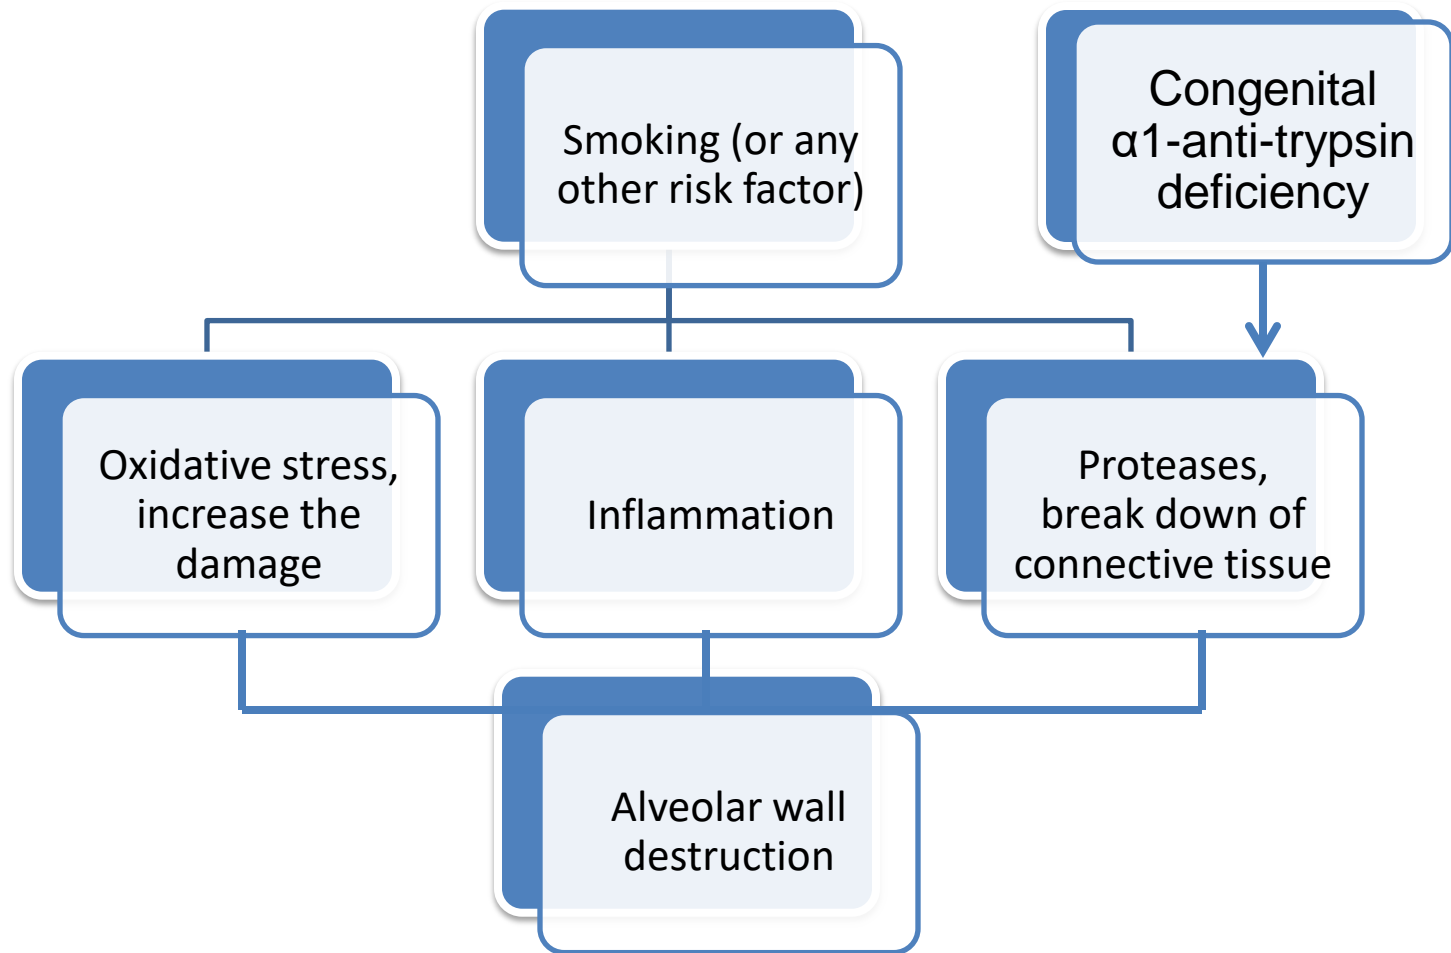 Smoking (or any
other risk factor)
Congenital
α1-anti-trypsin
deficiency
Oxidative stress,
increase the
damage
Inflammation
Proteases,
break down of
connective tissue
Alveolar wall
destruction